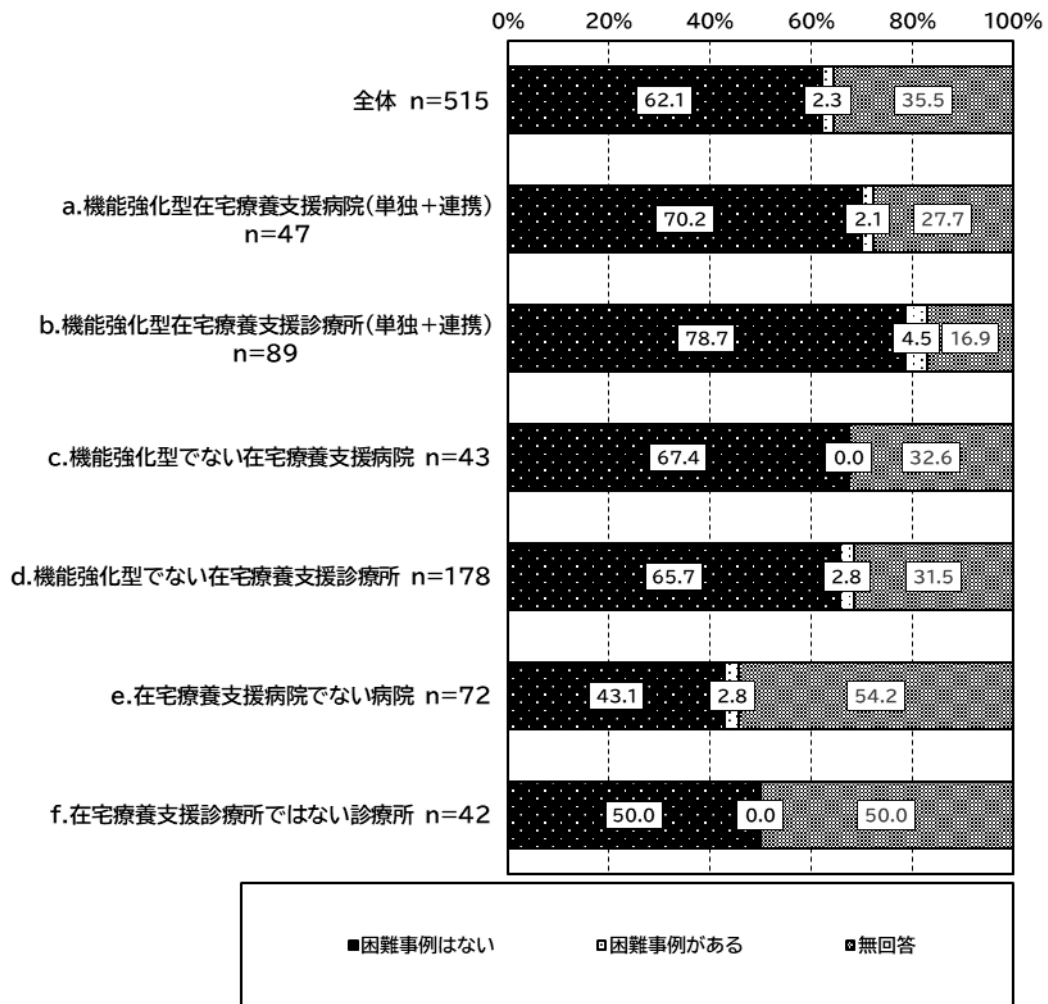 0% 20% 40% 60% 80% 100%
全体 n=515
62.1 2.3 35.5
a.機能強化型在宅療養支援病院(単独+連携)
n=47
70.2 2.1 27.7
b.機能強化型在宅療養支援診療所(単独+連携)
n=89
78.7 4.5 16.9
c.機能強化型でない在宅療養支援病院 n=43
67.4 0.0 32.6
d.機能強化型でない在宅療養支援診療所 n=178
65.7 2.8 31.5
e.在宅療養支援病院でない病院 n=72
43.1 2.8 54.2
f.在宅療養支援診療所ではない診療所 n=42
50.0 0.0 50.0
困難事例はない 困難事例がある 無回答